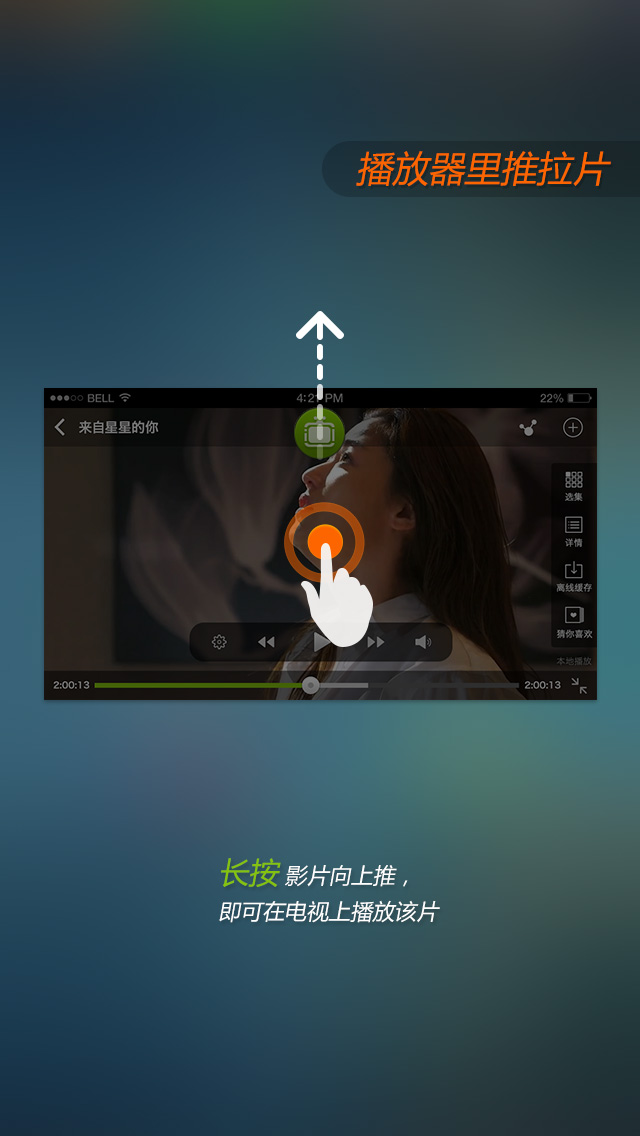 播放器里推拉片
BELL
4:21 PM
22%
来自星星的你
选集
详情
离线缓存
猜你喜欢
本地播放
2:00:13
2:00:13
长按 影片向上推，
即可在电视上播放该片